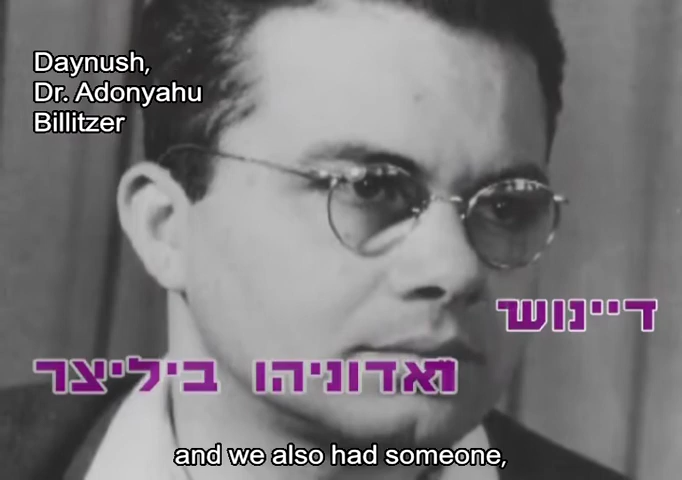 Daynush,
Dr. Adonyahu
Billitzer
דיינוש
ואדוניהו ביליצר
and we also had someone,